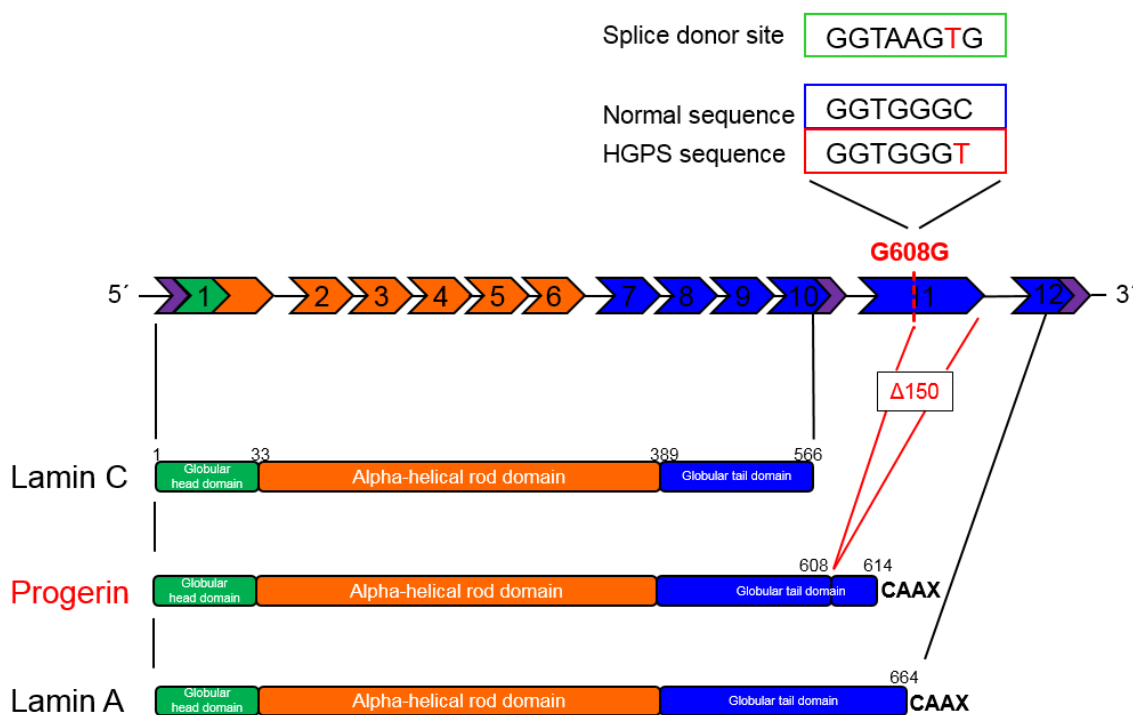 Splice donor site GGTAAGTG
Normal sequence GGTGGGC
HGPS sequence GGTGGGT
G608G
5´ 1 2 3 4 5 6 7 8 9 10 11 12 3´
Δ150
1 33 389 566
Lamin C Globular head domain Alpha-helical rod domain Globular tail domain
608 614
Progerin Globular head domain Alpha-helical rod domain Globular tail domain CAAX
664
Lamin A Globular head domain Alpha-helical rod domain Globular tail domain CAAX